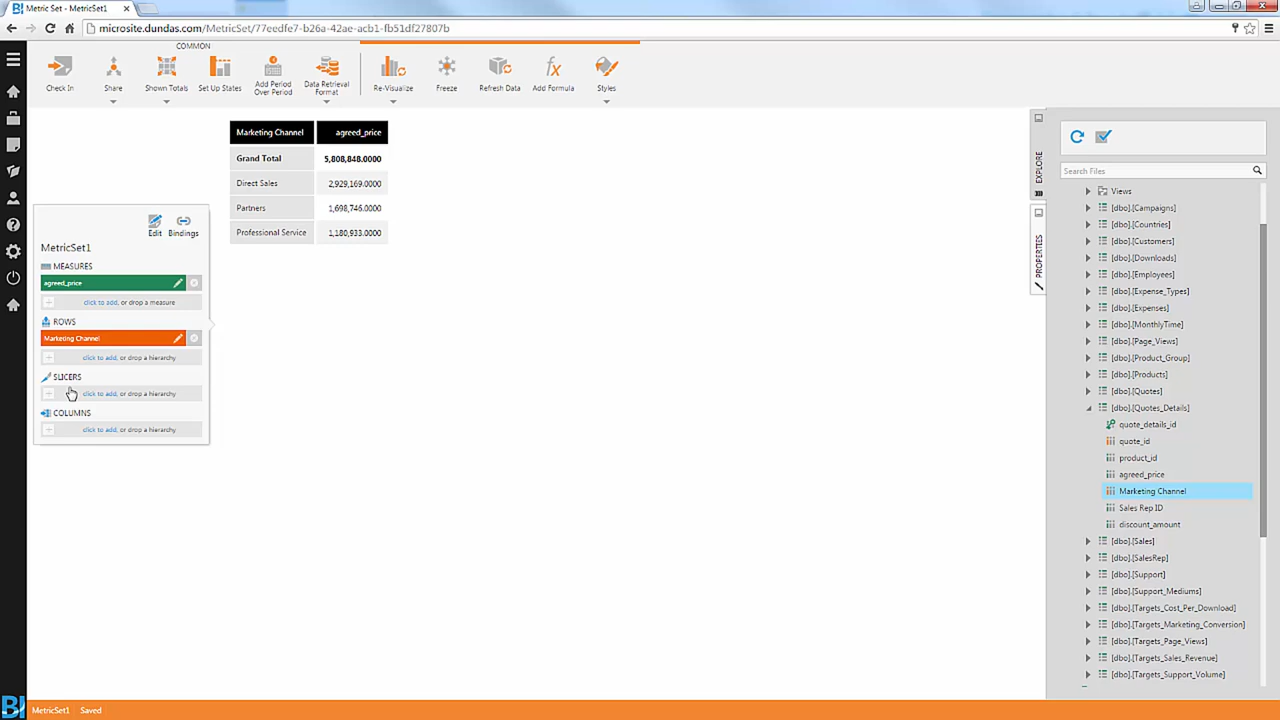 Metric Set - MetricSet1
microsite.dundas.com/MetricSet/77eedfe7-b26a-42ae-acb1-fb51df27807b
COMMON
Check In
Share
Shown Totals
Set Up States
Add Period Over Period
Data Retrieval Format
Re-Visualize
Freeze
Refresh Data
Add Formula
Styles
Marketing Channel agreed_price
Grand Total 5,808,848.0000
Direct Sales 2,929,169.0000
Partners 1,698,746.0000
Professional Service 1,180,933.0000
Edit
Bindings
MetricSet1
MEASURES
agreed_price
click to add, or drop a measure
ROWS
Marketing Channel
click to add, or drop a hierarchy
SLICERS
click to add, or drop a hierarchy
COLUMNS
click to add, or drop a hierarchy
EXPLORE
PROPERTIES
Search Files
Views
[dbo].[Campaigns]
[dbo].[Countries]
[dbo].[Customers]
[dbo].[Downloads]
[dbo].[Employees]
[dbo].[Expense_Types]
[dbo].[Expenses]
[dbo].[MonthlyTime]
[dbo].[Page_Views]
[dbo].[Product_Group]
[dbo].[Products]
[dbo].[Quotes]
[dbo].[Quotes_Details]
quote_details_id
quote_id
product_id
agreed_price
Marketing Channel
Sales Rep ID
discount_amount
[dbo].[Sales]
[dbo].[SalesRep]
[dbo].[Support]
[dbo].[Support_Mediums]
[dbo].[Targets_Cost_Per_Download]
[dbo].[Targets_Marketing_Conversion]
[dbo].[Targets_Page_Views]
[dbo].[Targets_Sales_Revenue]
[dbo].[Targets_Support_Volume]
BI
MetricSet1 Saved